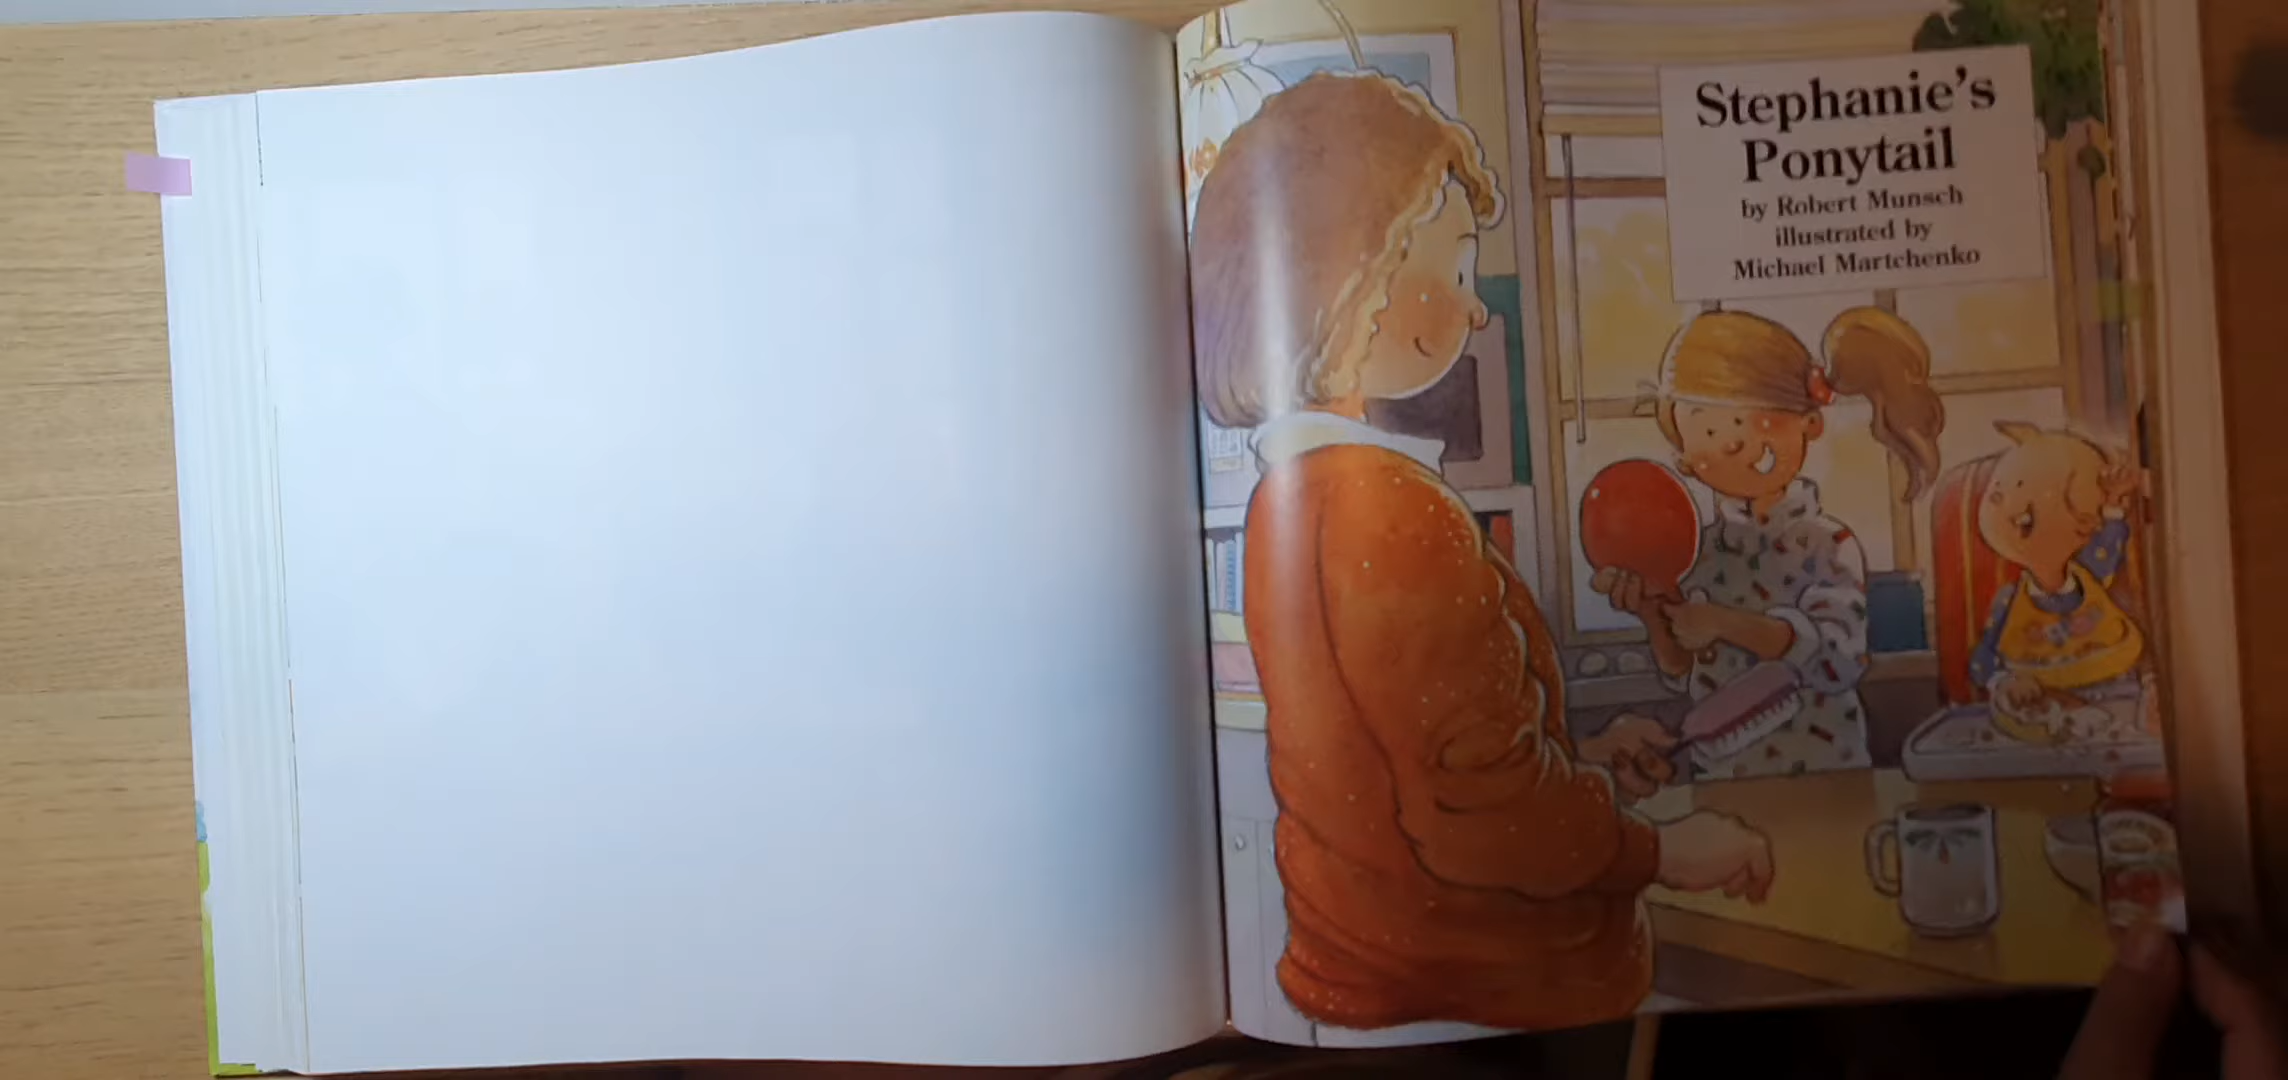 Stephanie's
Ponytail
by Robert Munsch
illustrated by
Michael Martchenko